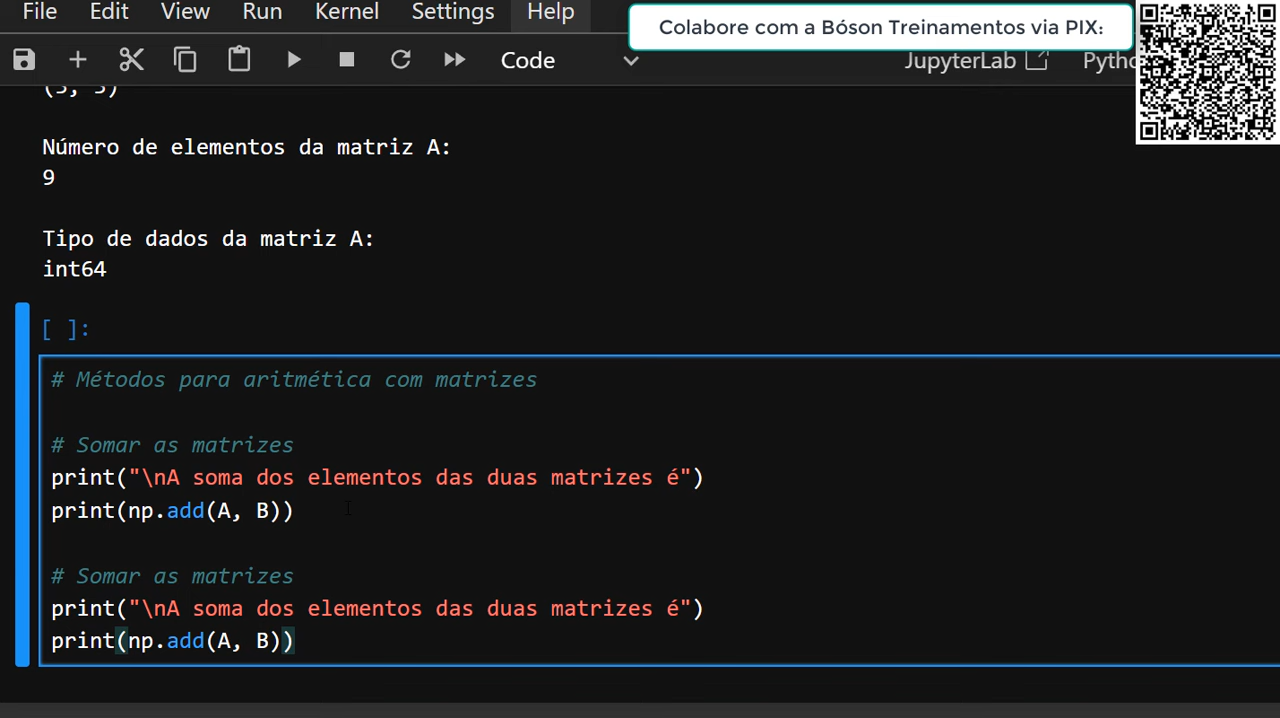 File Edit View Run Kernel Settings Help
Colabore com a Bóson Treinamentos via PIX:
Code JupyterLab
Número de elementos da matriz A:
9
Tipo de dados da matriz A:
int64
[ ]:
# Métodos para aritmética com matrizes
# Somar as matrizes
print("\nA soma dos elementos das duas matrizes é")
print(np.add(A, B))
# Somar as matrizes
print("\nA soma dos elementos das duas matrizes é")
print(np.add(A, B))